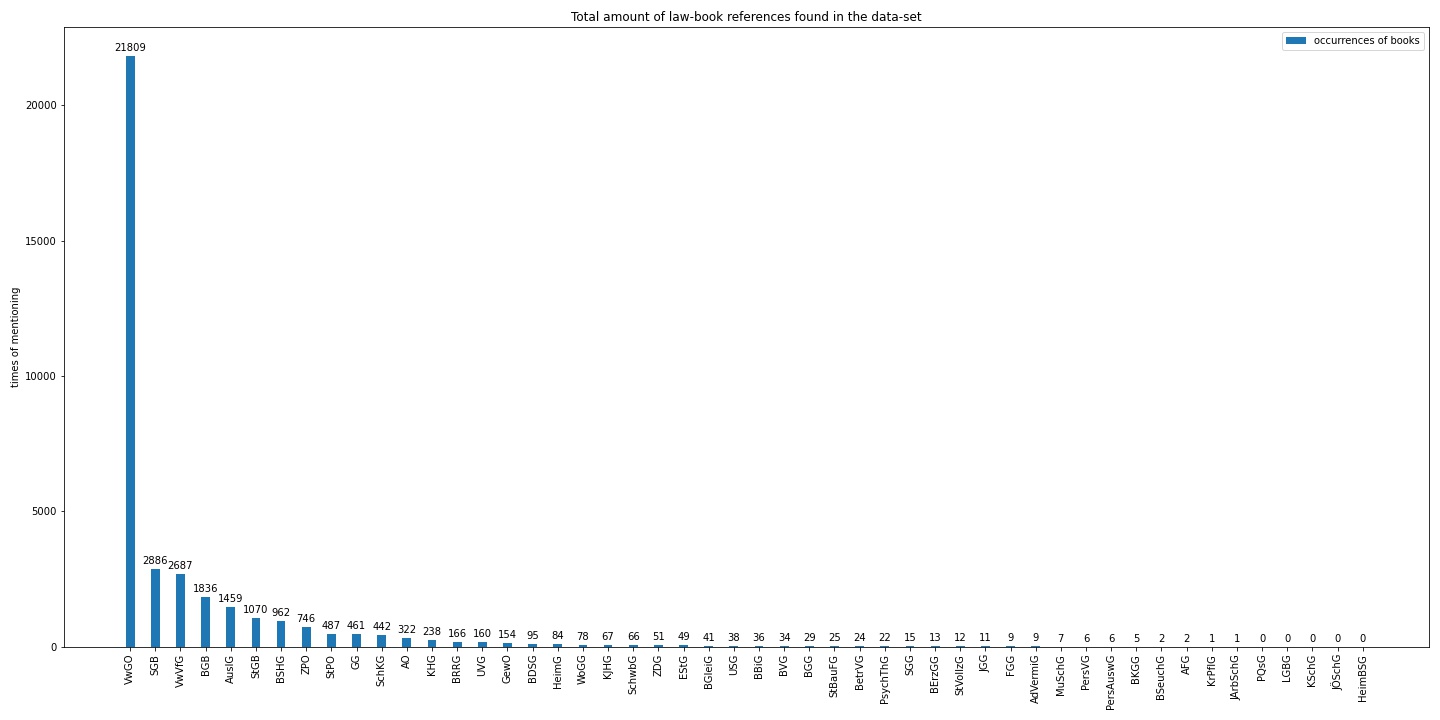 Total amount of law-book references found in the data-set
occurrences of books
times of mentioning
20000
15000
10000
5000
0
21809 2886 2687 1836 1459 1070 962 746 487 461 442 322 238 166 160 154 95 84 78 67 66 51 49 41 38 36 34 29 25 24 22 15 13 12 11 9 9 7 6 6 5 2 2 1 1 0 0 0 0 0
VwGO SGB VwVfG BGB AuslG StGB BSHG ZPO StPO GG SchKG AO KHG BRRG UVG GewO BDSG HeimG WoGG KJHG SchwbG ZDG EStG BGleiG USG BBiG BVG BGG StBauFG BetrVG PsychThG SGG BErzGG StVollzG JGG FGG AdVermiG MuSchG PersVG PersAuswG BKGG BSeuchG AFG KrPflG JArbSchG PQsG LGBG KSchG JÖSchG HeimBSG